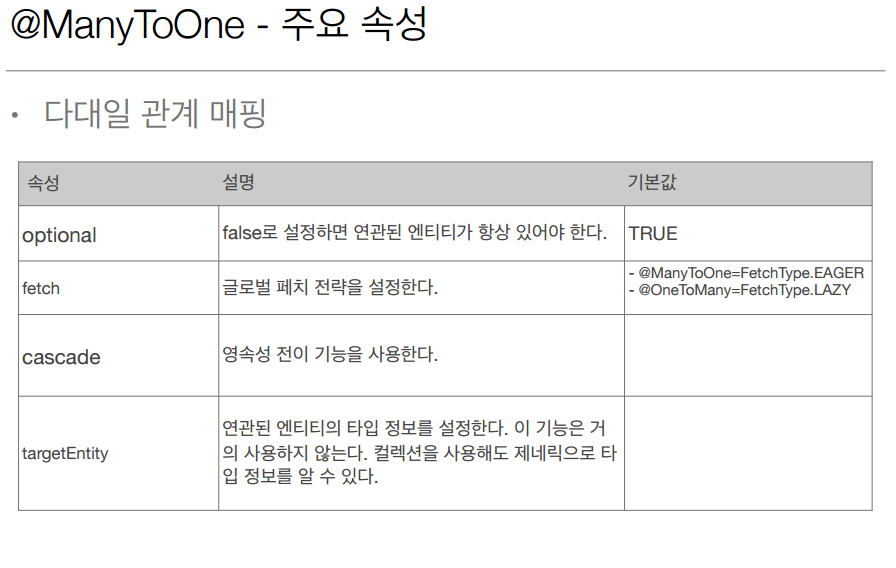 @ManyToOne - 주요 속성
• 다대일 관계 매핑
속성 설명 기본값
optional false로 설정하면 연관된 엔티티가 항상 있어야 한다. TRUE
fetch 글로벌 페치 전략을 설정한다. - @ManyToOne=FetchType.EAGER
- @OneToMany=FetchType.LAZY
cascade 영속성 전이 기능을 사용한다.
targetEntity 연관된 엔티티의 타입 정보를 설정한다. 이 기능은 거
의 사용하지 않는다. 컬렉션을 사용해도 제네릭으로 타
입 정보를 알 수 있다.